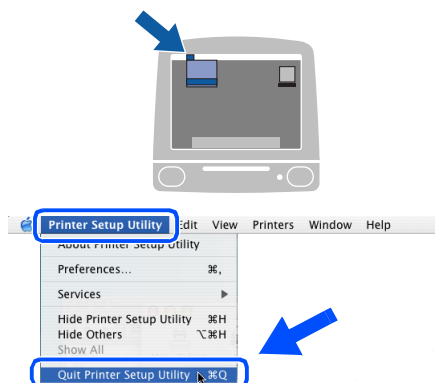 Printer Setup Utility Edit View Printers Window Help
About Printer Setup Utility
Preferences... ⌘,
Services ▶
Hide Printer Setup Utility ⌘H
Hide Others ⌥⌘H
Show All
Quit Printer Setup Utility ⌘Q